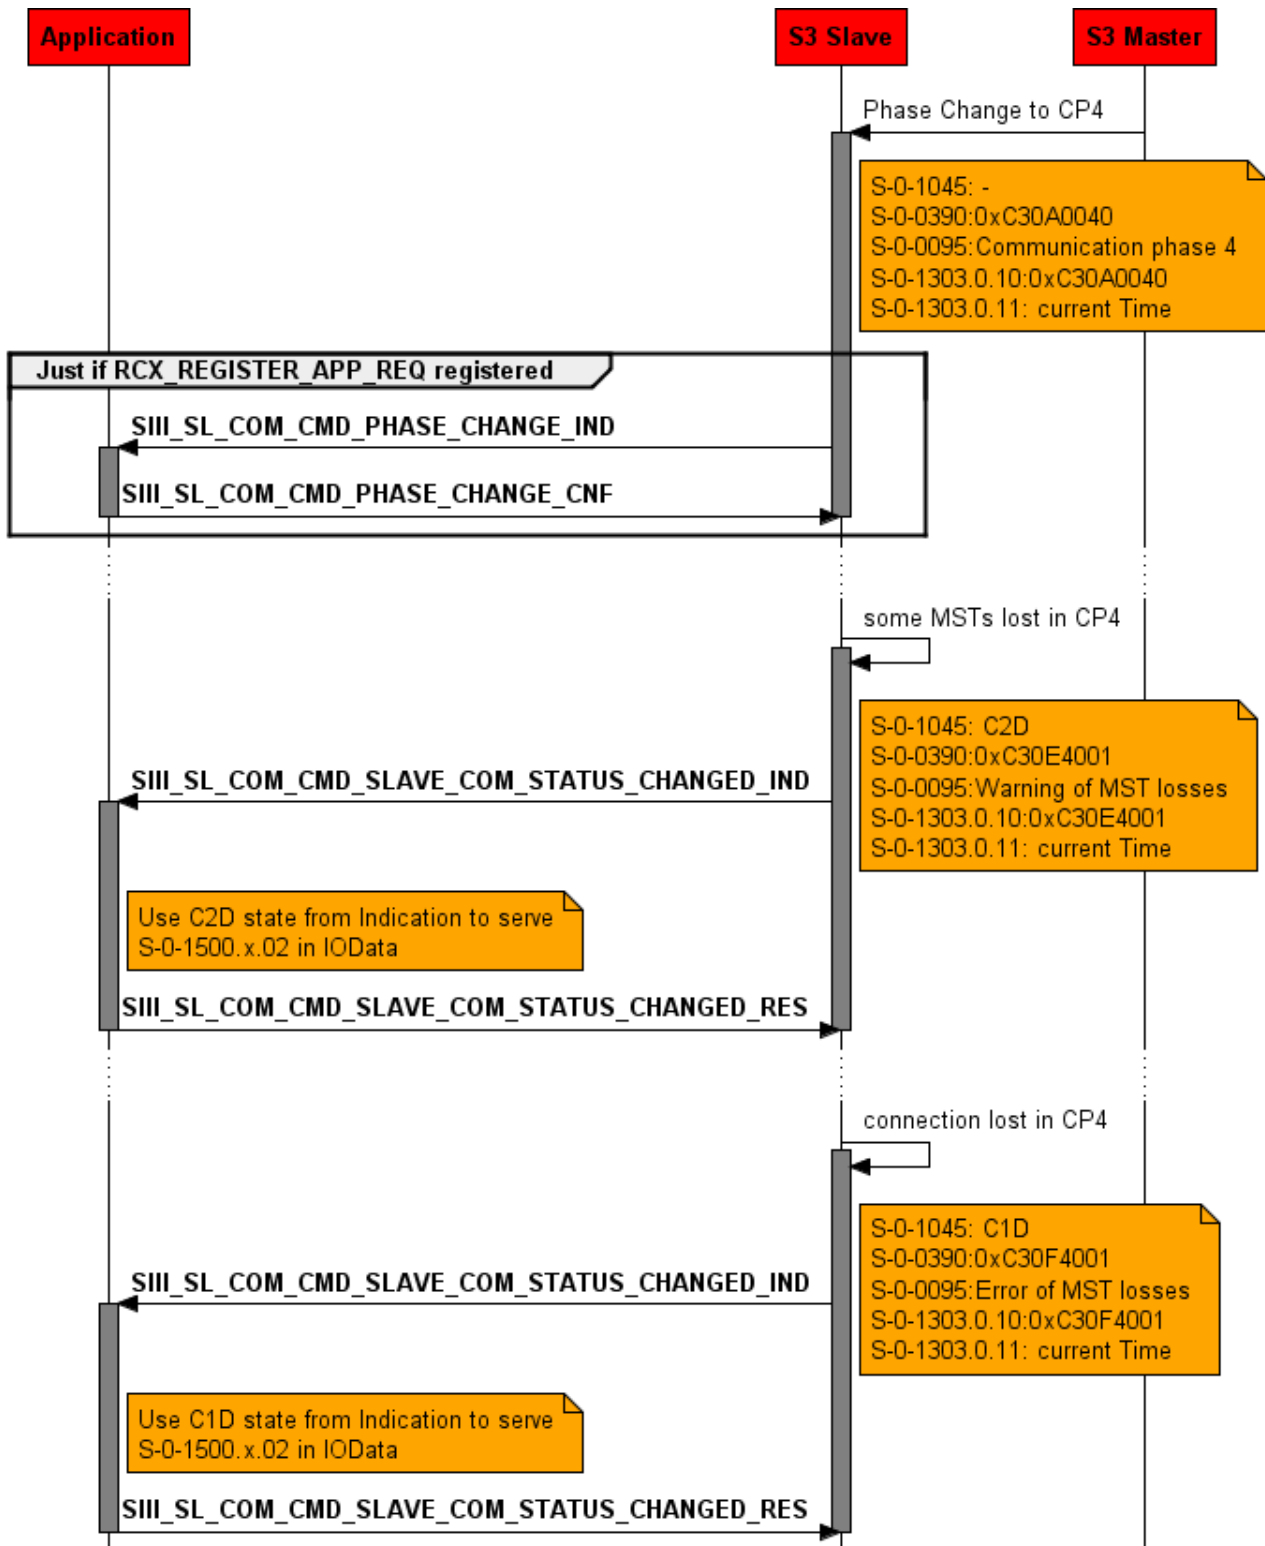 Application
S3 Slave
S3 Master
Phase Change to CP4
S-0-1045: -
S-0-0390:0xC30A0040
S-0-0095:Communication phase 4
S-0-1303.0.10:0xC30A0040
S-0-1303.0.11: current Time
Just if RCX_REGISTER_APP_REQ registered
SIII_SL_COM_CMD_PHASE_CHANGE_IND
SIII_SL_COM_CMD_PHASE_CHANGE_CNF
some MSTs lost in CP4
S-0-1045: C2D
S-0-0390:0xC30E4001
S-0-0095:Warning of MST losses
S-0-1303.0.10:0xC30E4001
S-0-1303.0.11: current Time
SIII_SL_COM_CMD_SLAVE_COM_STATUS_CHANGED_IND
Use C2D state from Indication to serve
S-0-1500.x.02 in IOData
SIII_SL_COM_CMD_SLAVE_COM_STATUS_CHANGED_RES
connection lost in CP4
S-0-1045: C1D
S-0-0390:0xC30F4001
S-0-0095:Error of MST losses
S-0-1303.0.10:0xC30F4001
S-0-1303.0.11: current Time
SIII_SL_COM_CMD_SLAVE_COM_STATUS_CHANGED_IND
Use C1D state from Indication to serve
S-0-1500.x.02 in IOData
SIII_SL_COM_CMD_SLAVE_COM_STATUS_CHANGED_RES